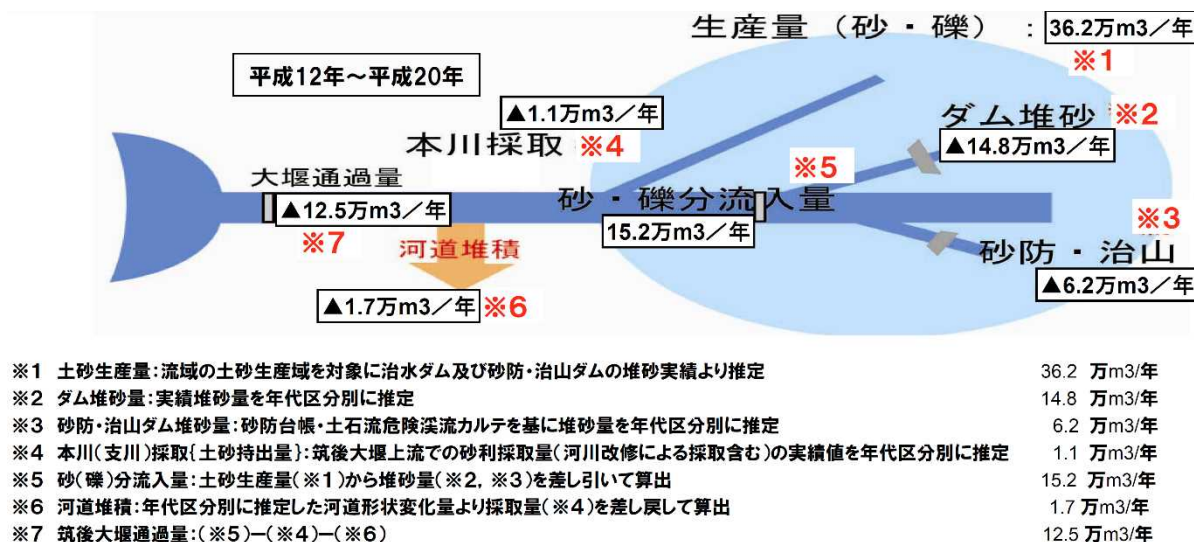 生産量（砂・礫）：36.2万m3／年
※1
平成12年～平成20年
▲1.1万m3／年
ダム堆砂 ※2
本川採取 ※4
▲14.8万m3／年
※5
大堰通過量
▲12.5万m3／年
砂・礫分流入量
15.2万m3／年
※3
※7
河道堆積
砂防・治山
▲6.2万m3／年
▲1.7万m3／年 ※6
※1 土砂生産量：流域の土砂生産域を対象に治水ダム及び砂防・治山ダムの堆砂実績より推定 36.2 万m3/年
※2 ダム堆砂量：実績堆砂量を年代区分別に推定 14.8 万m3/年
※3 砂防・治山ダム堆砂量：砂防台帳・土石流危険渓流カルテを基に堆砂量を年代区分別に推定 6.2 万m3/年
※4 本川（支川）採取｛土砂持出量｝：筑後大堰上流での砂利採取量（河川改修による採取含む）の実績値を年代区分別に推定 1.1 万m3/年
※5 砂（礫）分流入量：土砂生産量（※1）から堆砂量（※2，※3）を差し引いて算出 15.2 万m3/年
※6 河道堆積：年代区分別に推定した河道形状変化量より採取量（※4）を差し戻して算出 1.7 万m3/年
※7 筑後大堰通過量：（※5）－（※4）－（※6） 12.5 万m3/年